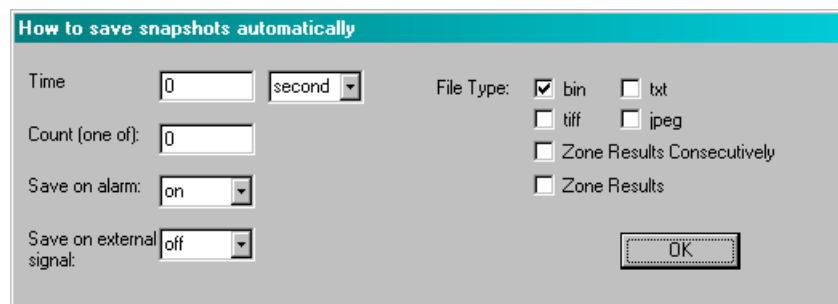 How to save snapshots automatically
Time
0
second
Count (one of):
0
Save on alarm:
on
Save on external
signal:
off
File Type:
bin
txt
tiff
jpeg
Zone Results Consecutively
Zone Results
OK